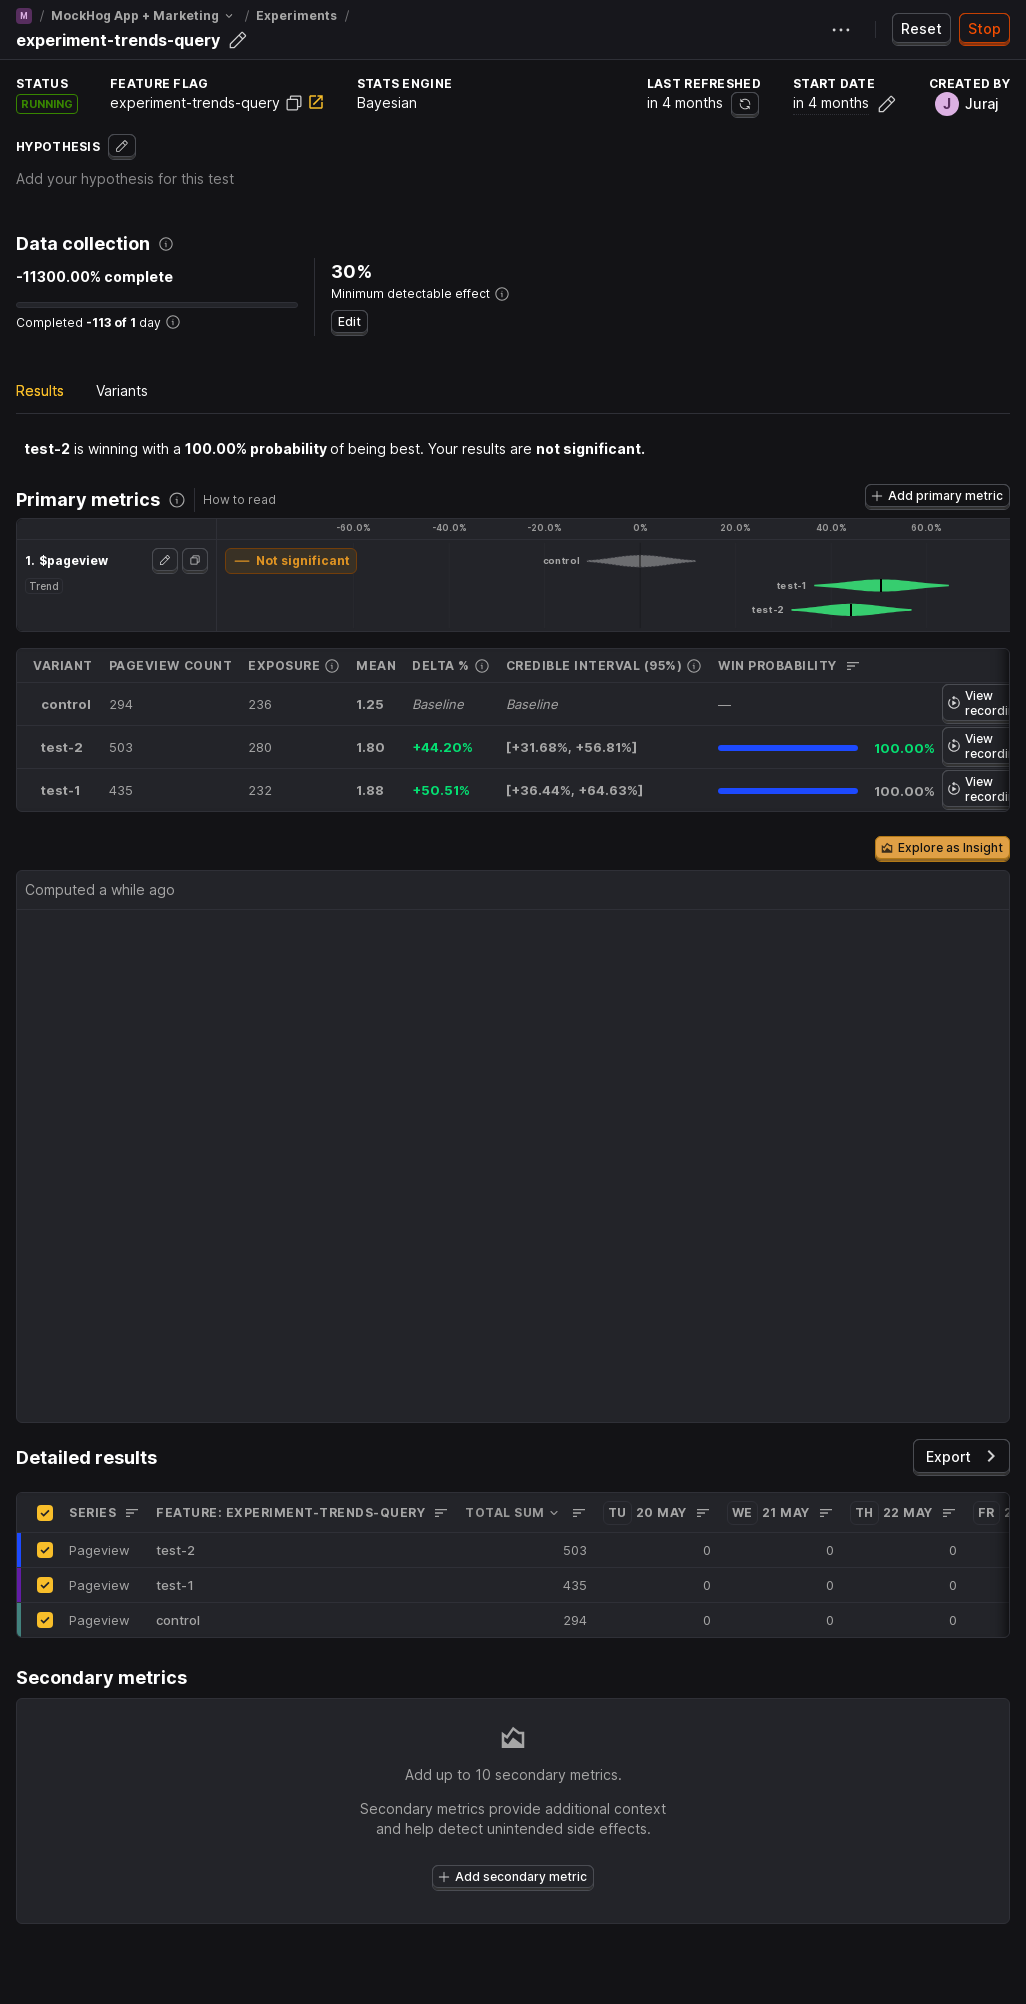 M / MockHog App + Marketing / Experiments /
experiment-trends-query
Reset
Stop
STATUS
RUNNING
FEATURE FLAG
experiment-trends-query
STATS ENGINE
Bayesian
LAST REFRESHED
in 4 months
START DATE
in 4 months
CREATED BY
J Juraj
HYPOTHESIS
Add your hypothesis for this test
Data collection
-11300.00% complete
Completed -113 of 1 day
30%
Minimum detectable effect
Edit
Results Variants
test-2 is winning with a 100.00% probability of being best. Your results are not significant.
Primary metrics How to read
Add primary metric
-60.0% -40.0% -20.0% 0% 20.0% 40.0% 60.0%
1. $pageview
Trend
Not significant
control
test-1
test-2
VARIANT PAGEVIEW COUNT EXPOSURE MEAN DELTA % CREDIBLE INTERVAL (95%) WIN PROBABILITY
control 294 236 1.25 Baseline Baseline — View
recordi
test-2 503 280 1.80 +44.20% [+31.68%, +56.81%] 100.00% View
recordi
test-1 435 232 1.88 +50.51% [+36.44%, +64.63%] 100.00% View
recordi
Explore as Insight
Computed a while ago
Detailed results
Export
SERIES FEATURE: EXPERIMENT-TRENDS-QUERY TOTAL SUM TU 20 MAY WE 21 MAY TH 22 MAY FR 2
Pageview test-2 503 0 0 0
Pageview test-1 435 0 0 0
Pageview control 294 0 0 0
Secondary metrics
Add up to 10 secondary metrics.
Secondary metrics provide additional context
and help detect unintended side effects.
Add secondary metric